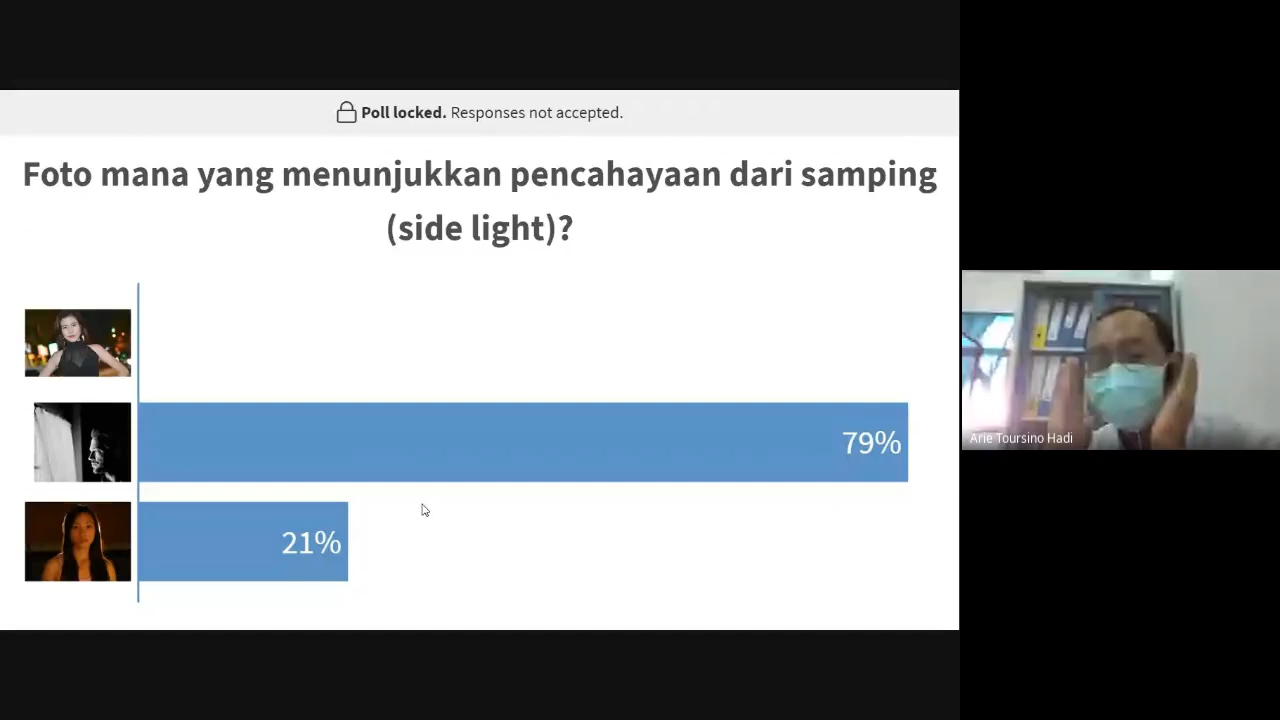 Poll locked. Responses not accepted.
Foto mana yang menunjukkan pencahayaan dari samping
(side light)?
79%
21%
Arie Toursino Hadi